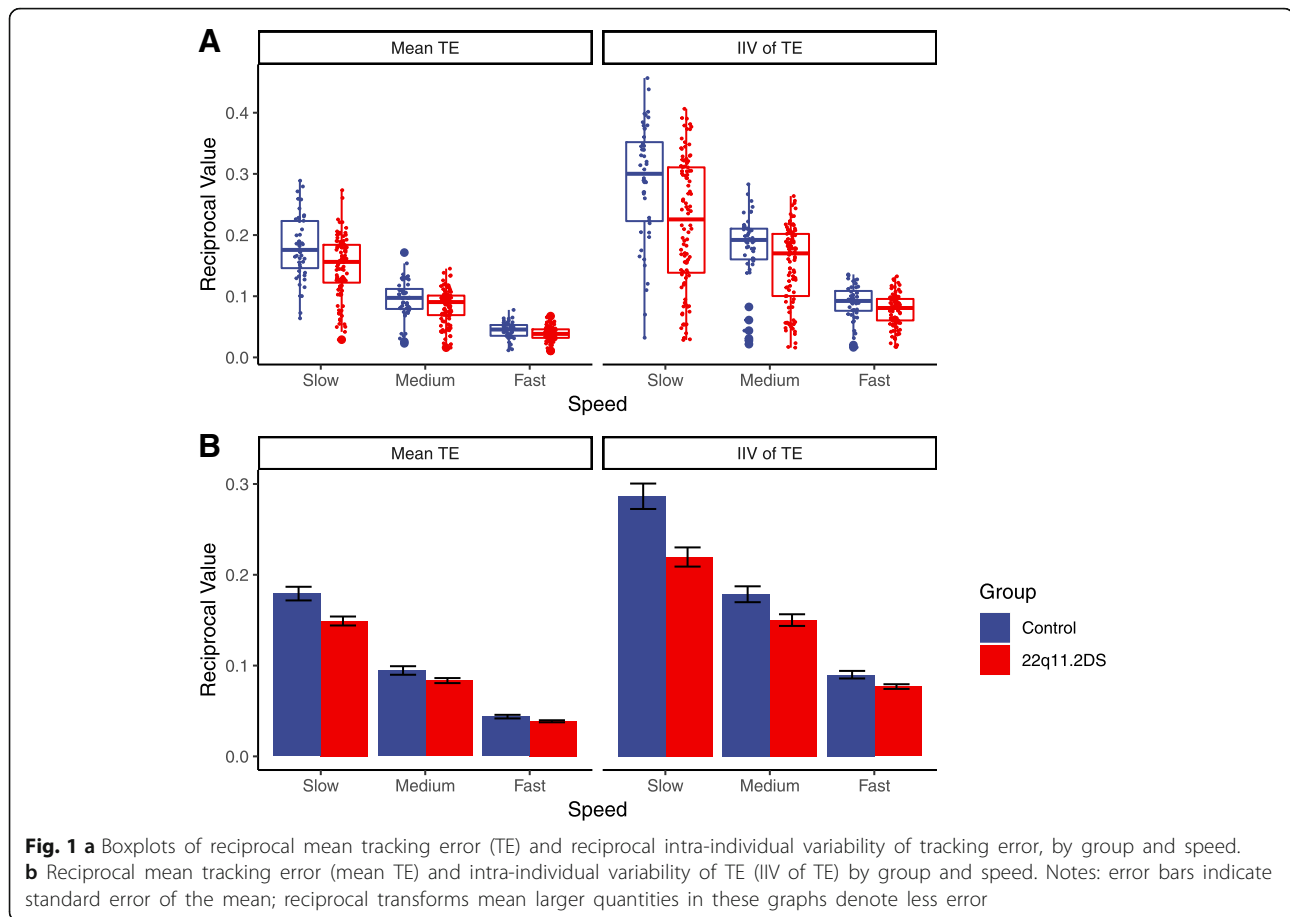 A
Mean TE
IIV of TE
Reciprocal Value
0.4
0.3
0.2
0.1
0.0
Slow
Medium
Fast
Slow
Medium
Fast
Speed
B
Mean TE
IIV of TE
Reciprocal Value
0.3
0.2
0.1
0.0
Slow
Medium
Fast
Slow
Medium
Fast
Speed
Group
Control
22q11.2DS
Fig. 1 a Boxplots of reciprocal mean tracking error (TE) and reciprocal intra-individual variability of tracking error, by group and speed.
b Reciprocal mean tracking error (mean TE) and intra-individual variability of TE (IIV of TE) by group and speed. Notes: error bars indicate
standard error of the mean; reciprocal transforms mean larger quantities in these graphs denote less error